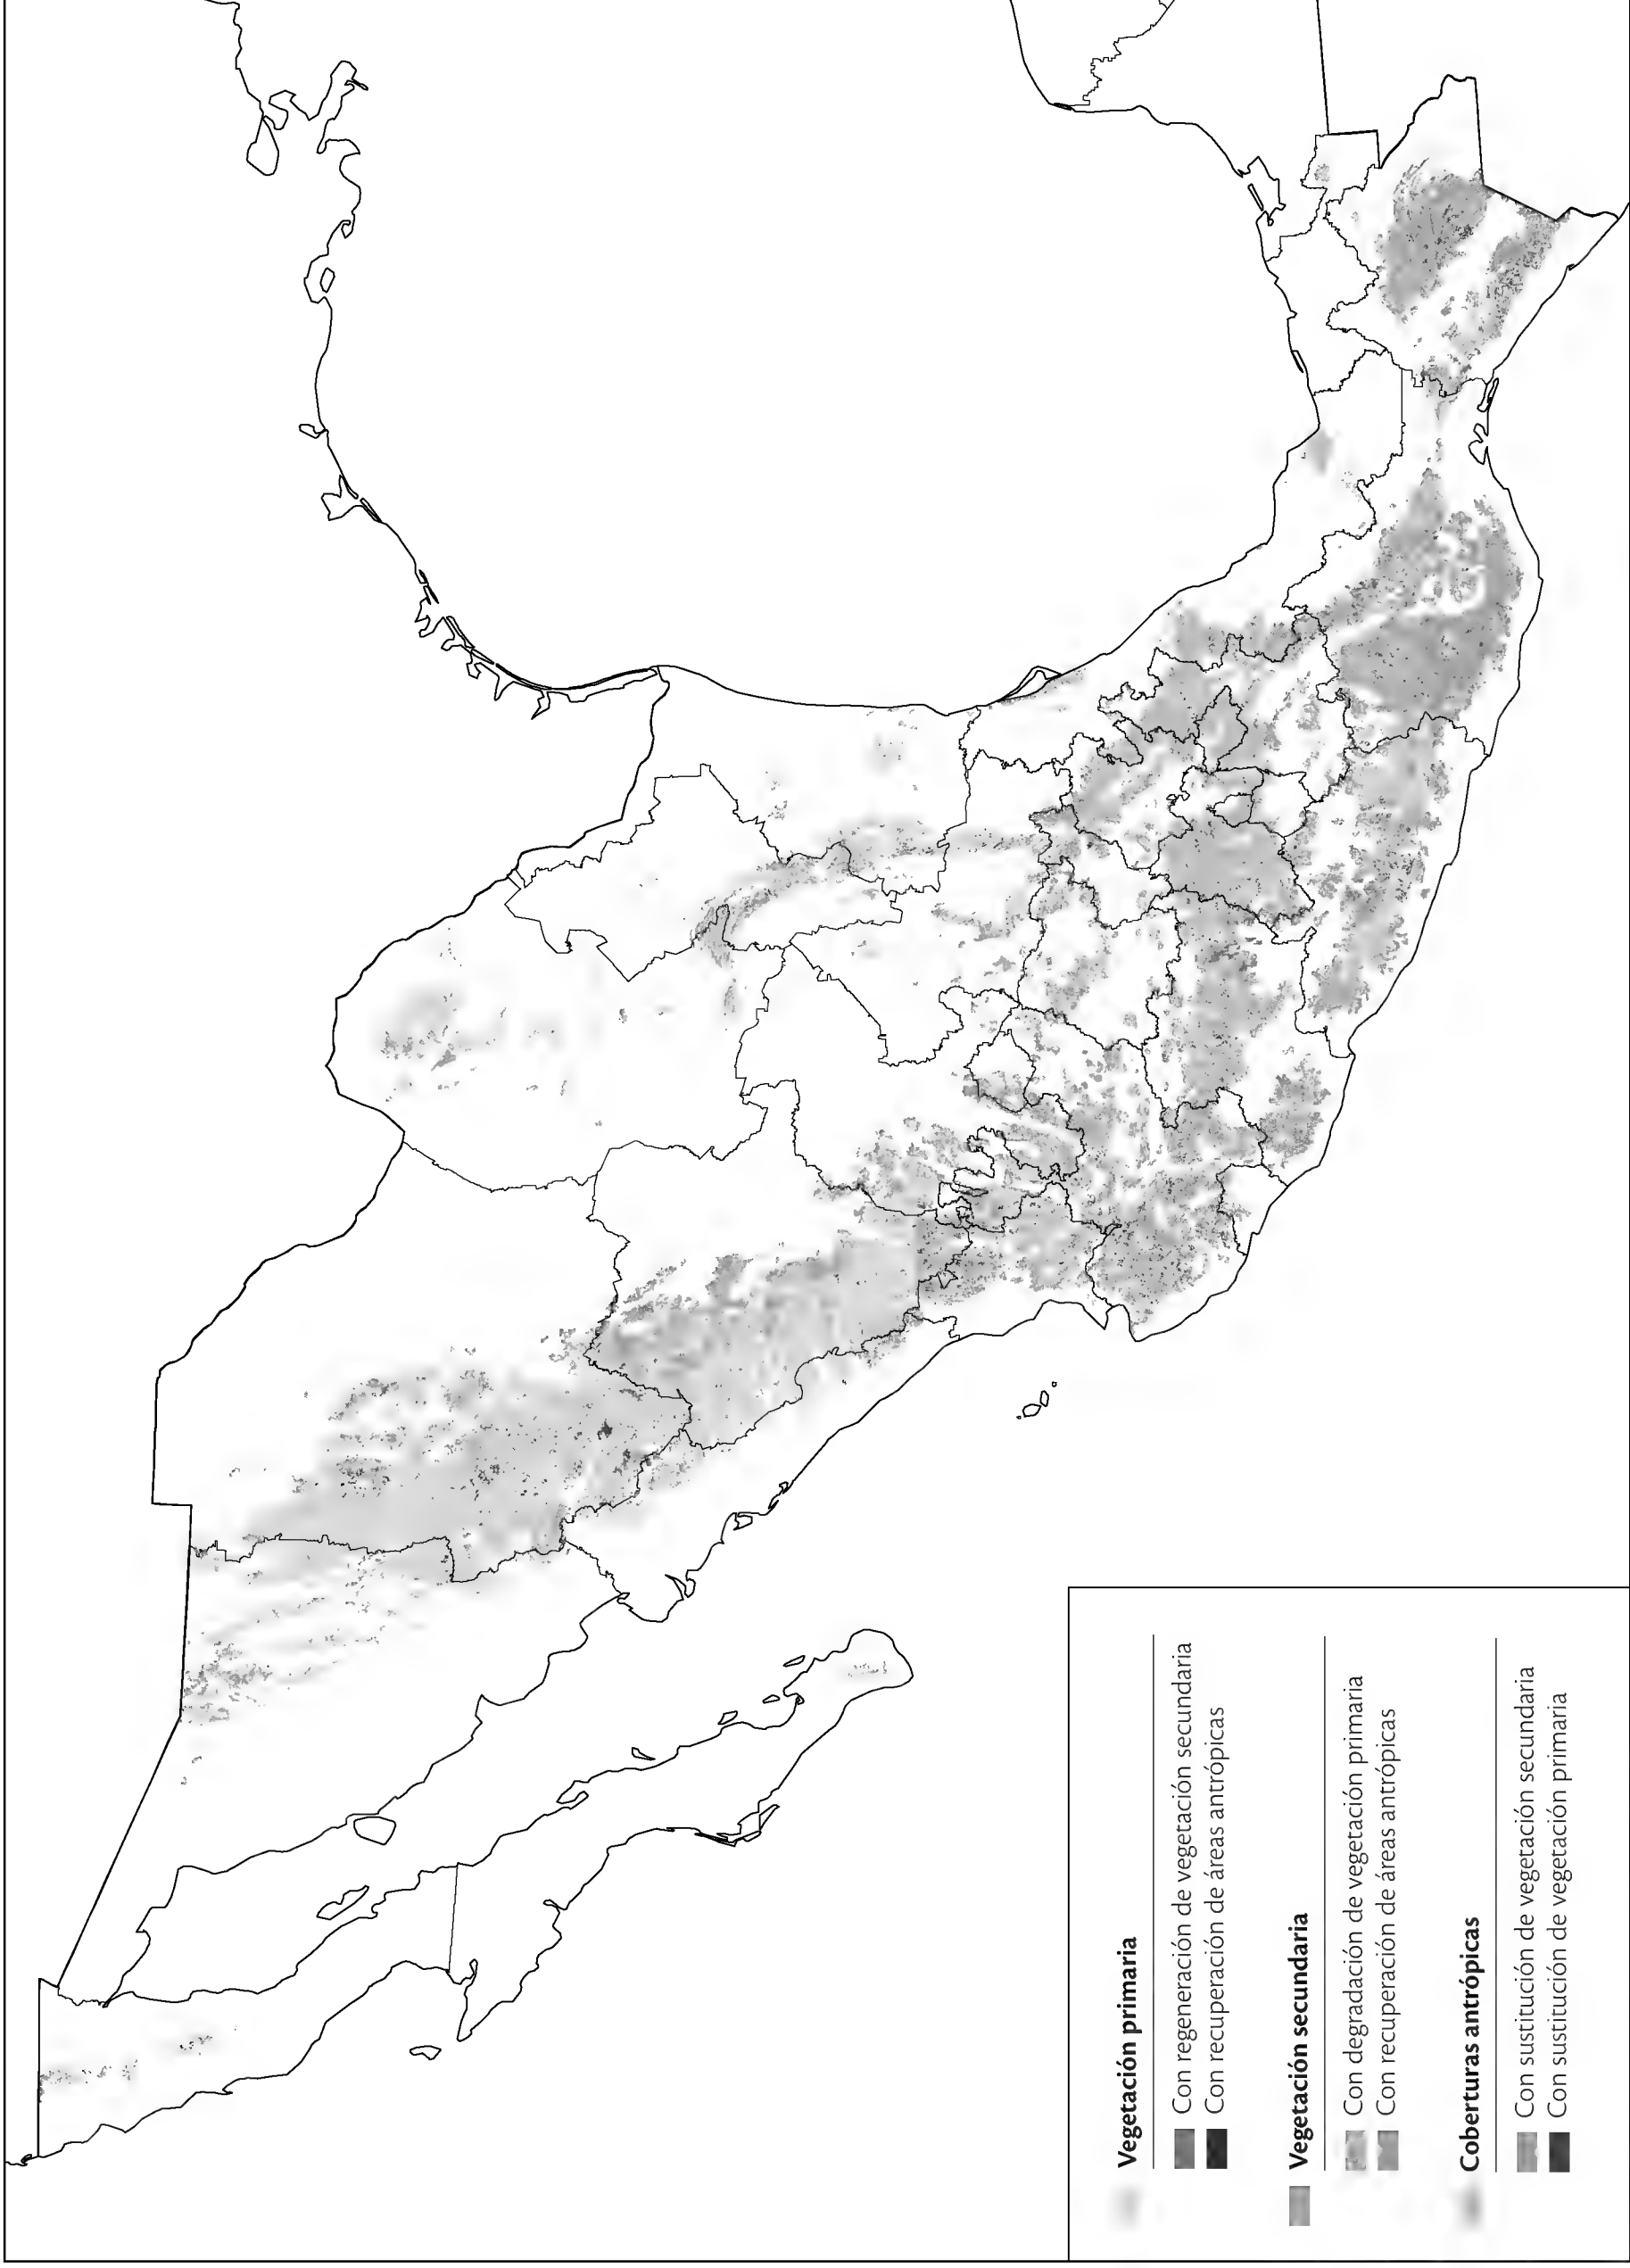 Vegetación primaria
Con regeneración de vegetación secundaria
Con recuperación de áreas antrópicas
Vegetación secundaria
Con degradación de vegetación primaria
Con recuperación de áreas antrópicas
Coberturas antrópicas
Con sustitución de vegetación secundaria
Con sustitución de vegetación primaria